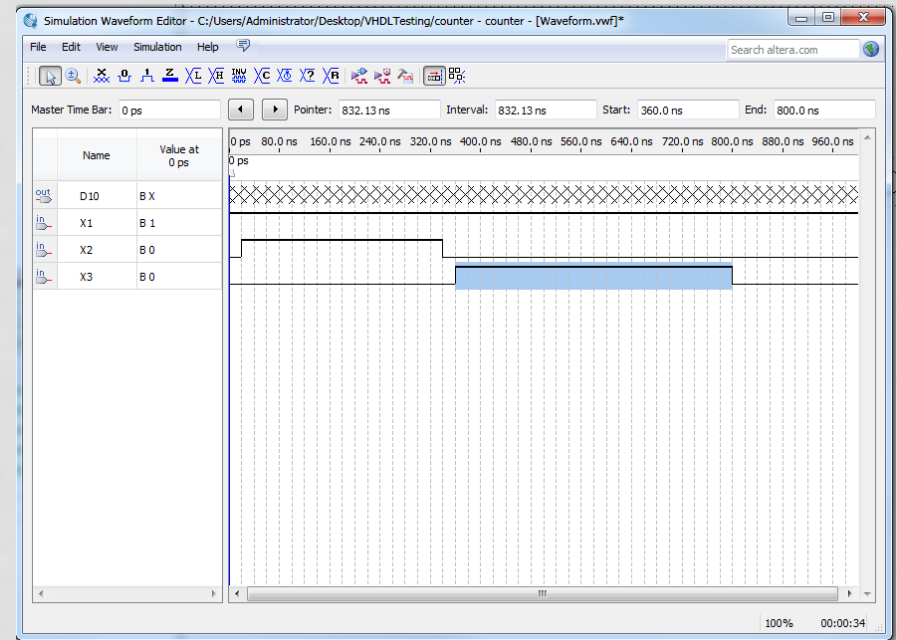 Simulation Waveform Editor - C:/Users/Administrator/Desktop/VHDLTesting/counter - counter - [Waveform.vwf]*
File Edit View Simulation Help
Search altera.com
Master Time Bar: 0 ps Pointer: 832.13 ns Interval: 832.13 ns Start: 360.0 ns End: 800.0 ns
Name Value at 0 ps
0 ps 80.0 ns 160.0 ns 240.0 ns 320.0 ns 400.0 ns 480.0 ns 560.0 ns 640.0 ns 720.0 ns 800.0 ns 880.0 ns 960.0 ns
0 ps
out D10 B X
in X1 B 1
in X2 B 0
in X3 B 0
100% 00:00:34